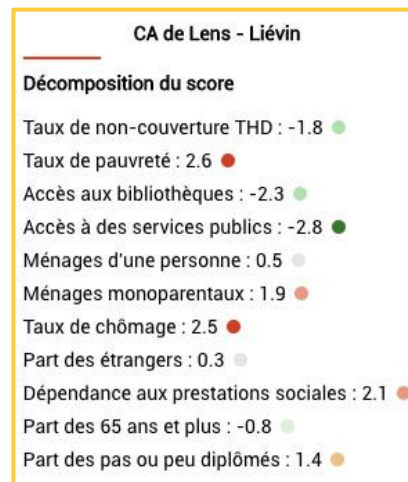 CA de Lens - Liévin
Décomposition du score
Taux de non-couverture THD : -1.8
Taux de pauvreté : 2.6
Accès aux bibliothèques : -2.3
Accès à des services publics : -2.8
Ménages d'une personne : 0.5
Ménages monoparentaux : 1.9
Taux de chômage : 2.5
Part des étrangers : 0.3
Dépendance aux prestations sociales : 2.1
Part des 65 ans et plus : -0.8
Part des pas ou peu diplômés : 1.4